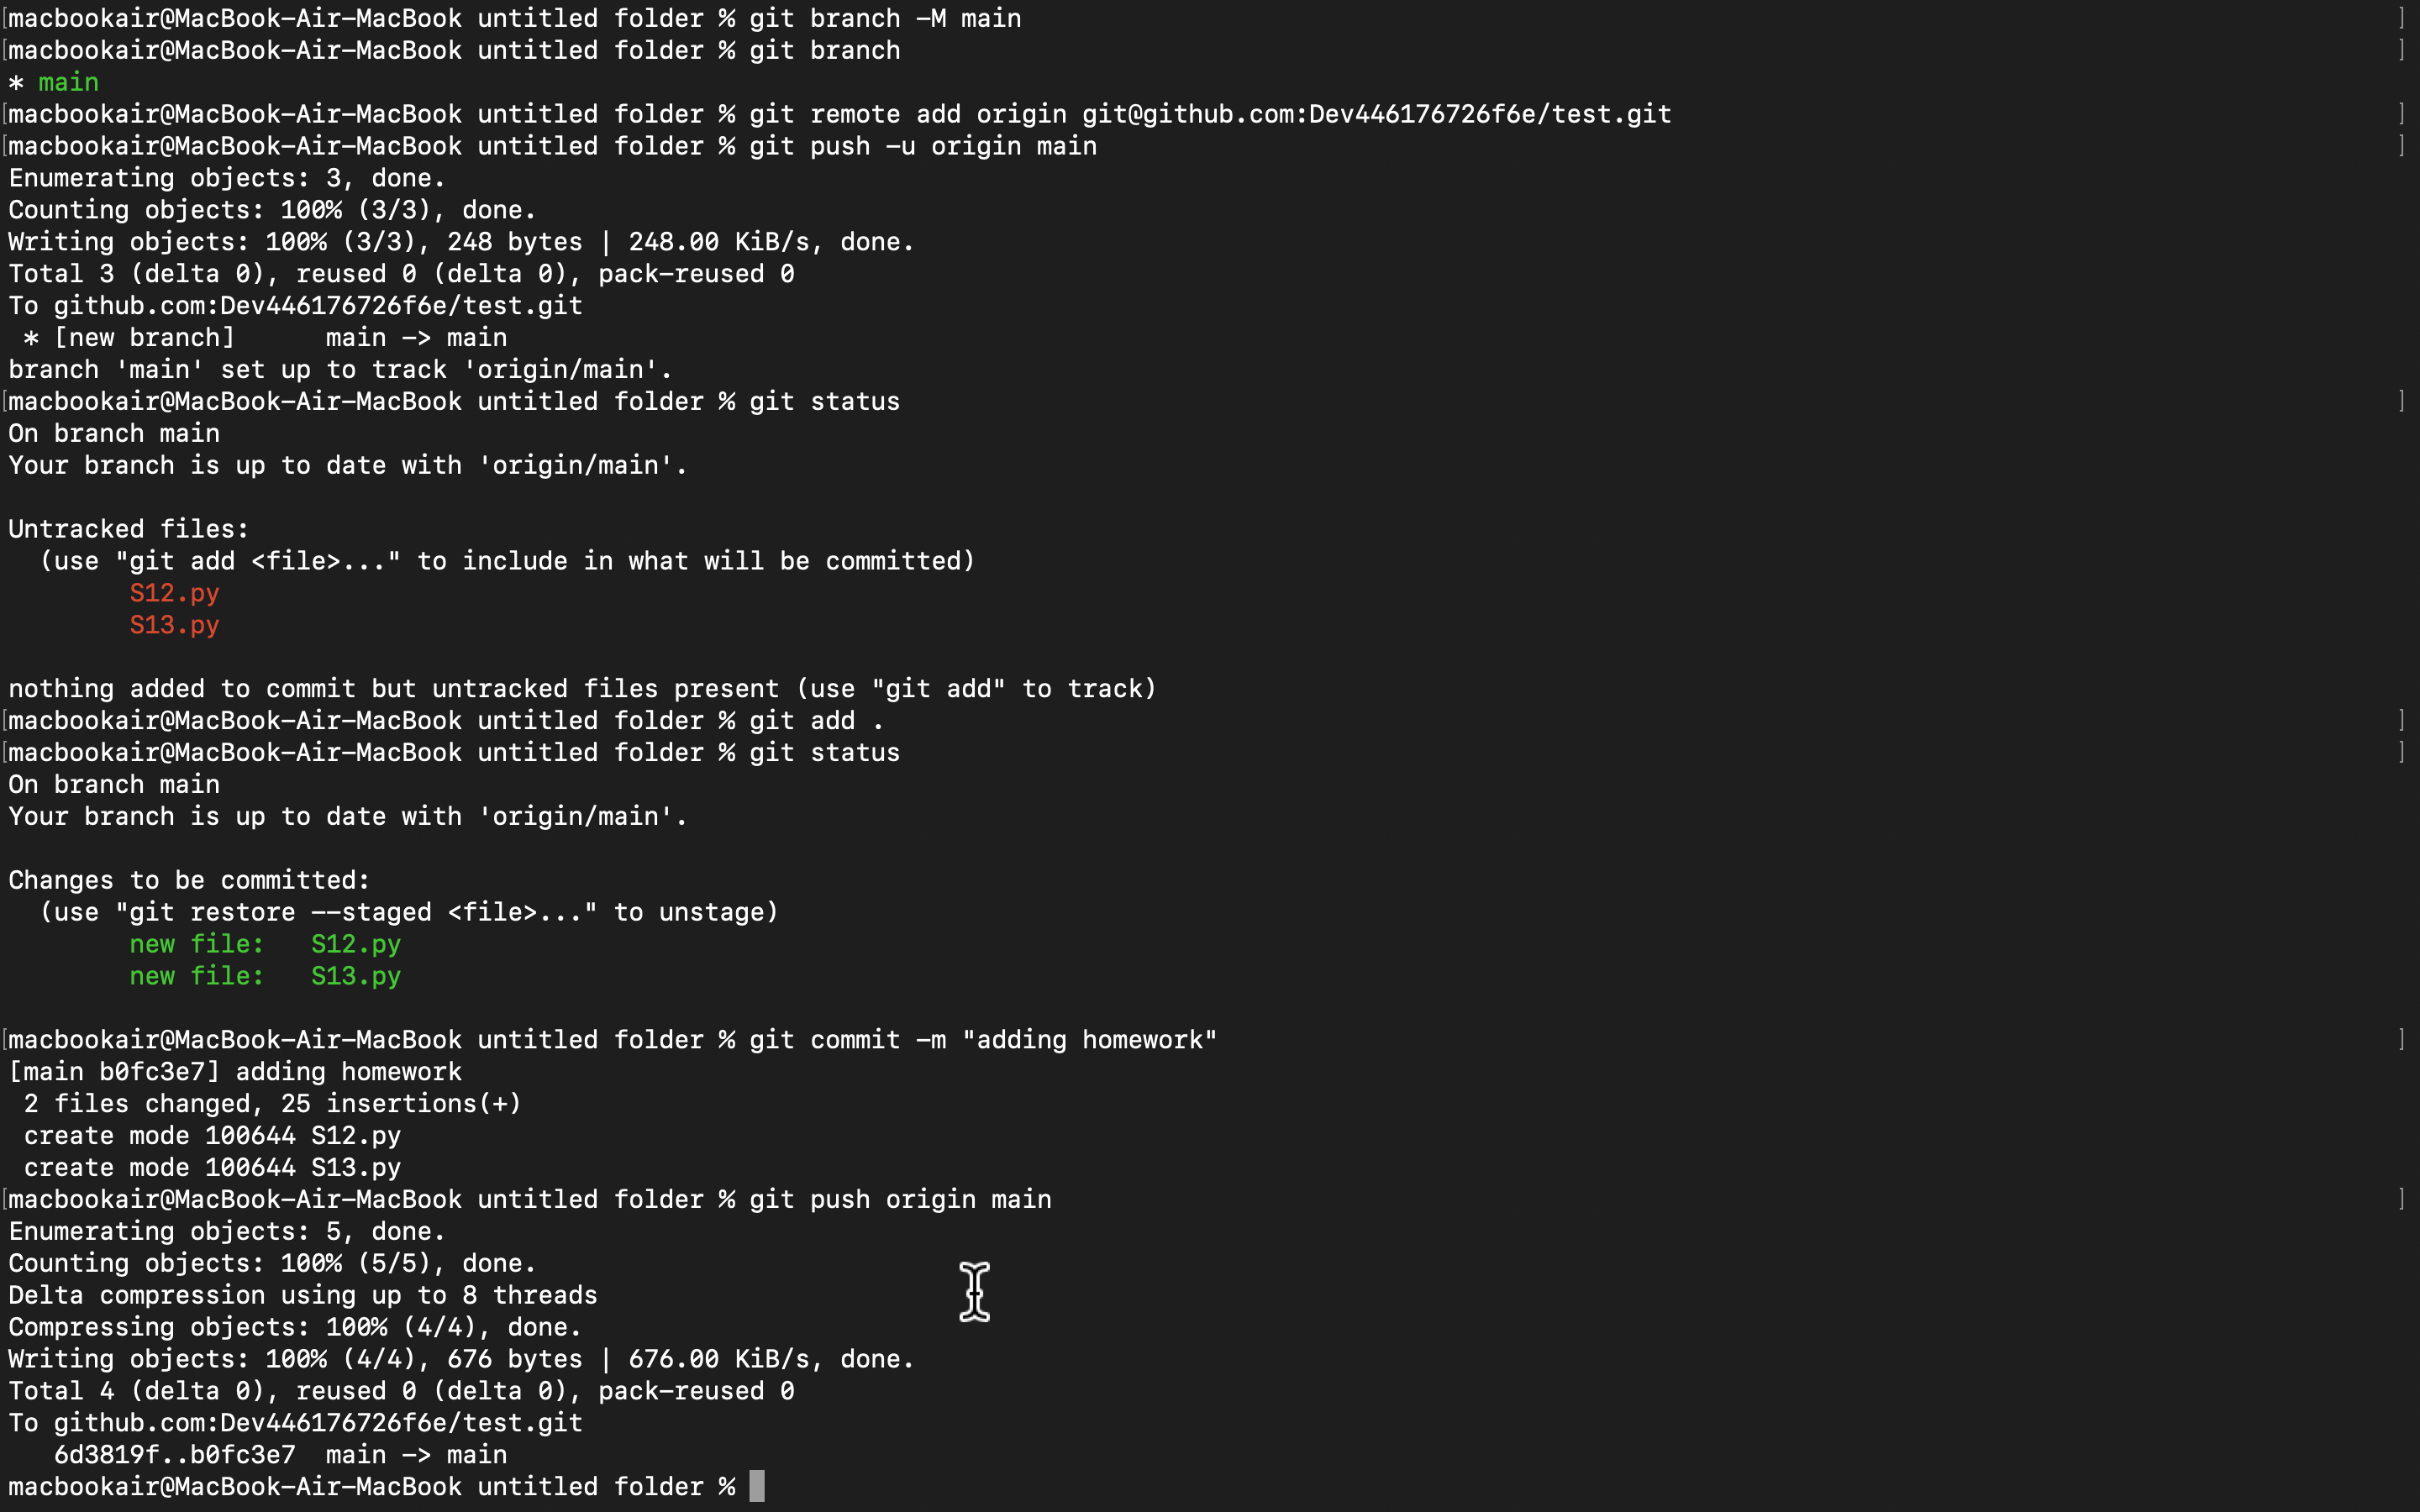 [macbookair@MacBook-Air-MacBook untitled folder % git branch -M main ]
[macbookair@MacBook-Air-MacBook untitled folder % git branch ]
* main
[macbookair@MacBook-Air-MacBook untitled folder % git remote add origin git@github.com:Dev446176726f6e/test.git ]
[macbookair@MacBook-Air-MacBook untitled folder % git push -u origin main ]
Enumerating objects: 3, done.
Counting objects: 100% (3/3), done.
Writing objects: 100% (3/3), 248 bytes | 248.00 KiB/s, done.
Total 3 (delta 0), reused 0 (delta 0), pack-reused 0
To github.com:Dev446176726f6e/test.git
 * [new branch]      main -> main
branch 'main' set up to track 'origin/main'.
[macbookair@MacBook-Air-MacBook untitled folder % git status ]
On branch main
Your branch is up to date with 'origin/main'.

Untracked files:
  (use "git add <file>..." to include in what will be committed)
        S12.py
        S13.py

nothing added to commit but untracked files present (use "git add" to track)
[macbookair@MacBook-Air-MacBook untitled folder % git add . ]
[macbookair@MacBook-Air-MacBook untitled folder % git status ]
On branch main
Your branch is up to date with 'origin/main'.

Changes to be committed:
  (use "git restore --staged <file>..." to unstage)
        new file:   S12.py
        new file:   S13.py

[macbookair@MacBook-Air-MacBook untitled folder % git commit -m "adding homework" ]
[main b0fc3e7] adding homework
 2 files changed, 25 insertions(+)
 create mode 100644 S12.py
 create mode 100644 S13.py
[macbookair@MacBook-Air-MacBook untitled folder % git push origin main ]
Enumerating objects: 5, done.
Counting objects: 100% (5/5), done.
Delta compression using up to 8 threads
Compressing objects: 100% (4/4), done.
Writing objects: 100% (4/4), 676 bytes | 676.00 KiB/s, done.
Total 4 (delta 0), reused 0 (delta 0), pack-reused 0
To github.com:Dev446176726f6e/test.git
   6d3819f..b0fc3e7  main -> main
macbookair@MacBook-Air-MacBook untitled folder %